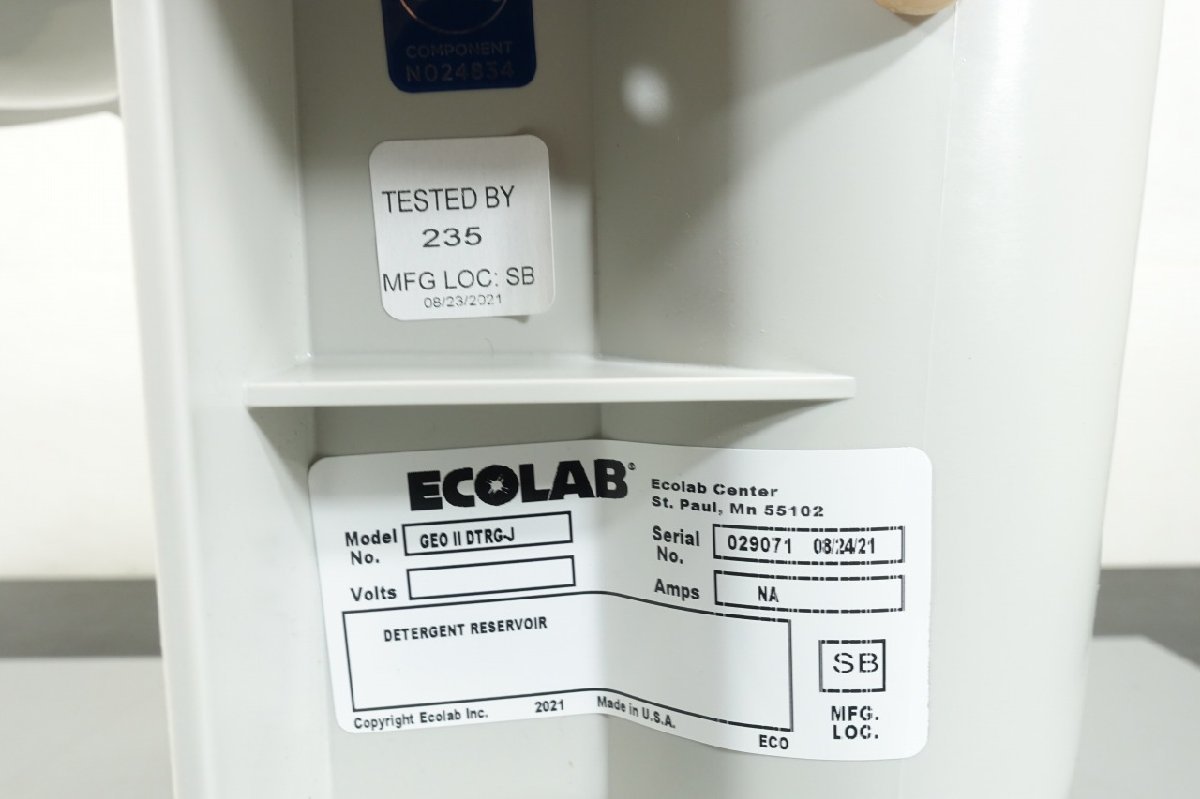 COMPONENT
N024834
TESTED BY
235
MFG LOC: SB
08/23/2021
ECOLAB®
Ecolab Center
St. Paul, Mn 55102
Model No.
GEO II DTRG-J
Serial No.
029071 08/24/21
Volts
Amps
NA
DETERGENT RESERVOIR
SB
MFG. LOC.
Copyright Ecolab Inc. 2021 Made in U.S.A.
ECO